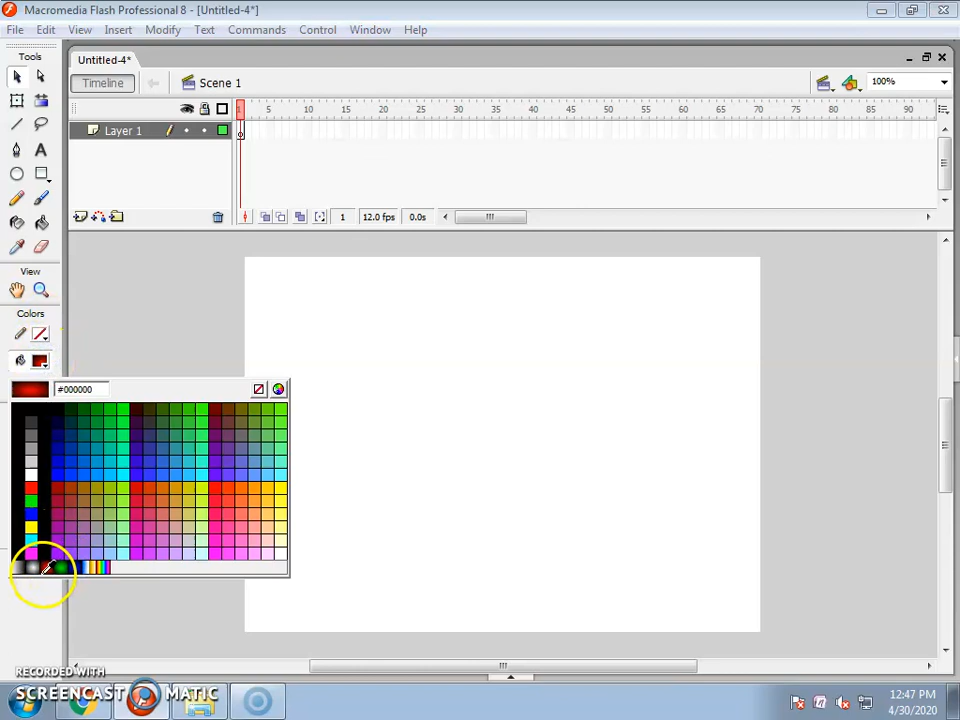 Macromedia Flash Professional 8 - [Untitled-4*]
File Edit View Insert Modify Text Commands Control Window Help
Tools
Untitled-4*
Timeline
Scene 1
100%
1 5 10 15 20 25 30 35 40 45 50 55 60 65 70 75 80 85 90
Layer 1
1 12.0 fps 0.0s
View
Colors
#000000
RECORDED WITH
SCREENCAST MATIC
12:47 PM
4/30/2020